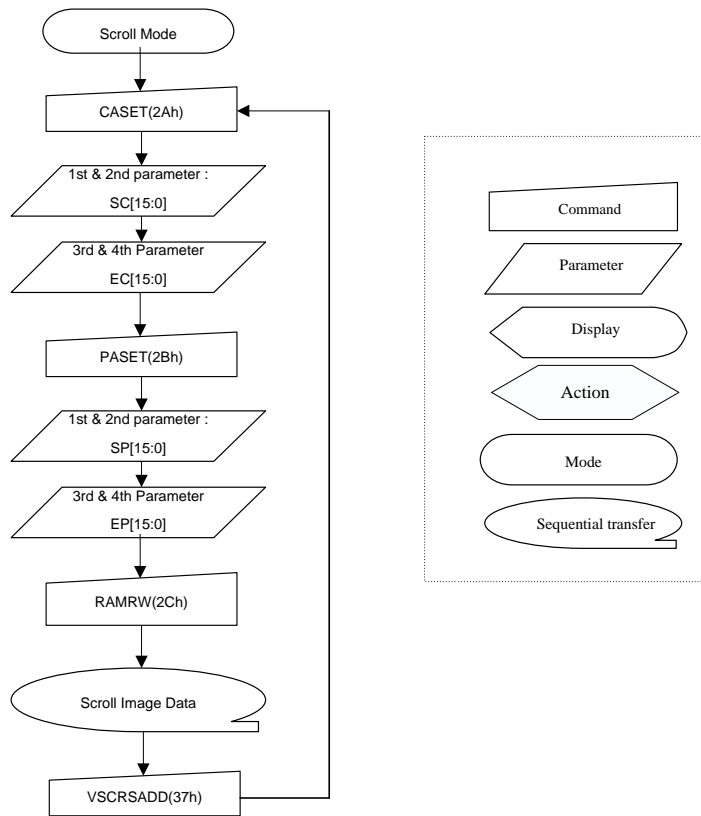 Scroll Mode
CASET(2Ah)
1st & 2nd parameter :
SC[15:0]
3rd & 4th Parameter
EC[15:0]
PASET(2Bh)
1st & 2nd parameter :
SP[15:0]
3rd & 4th Parameter
EP[15:0]
RAMRW(2Ch)
Scroll Image Data
VSCRSADD(37h)
Command
Parameter
Display
Action
Mode
Sequential transfer